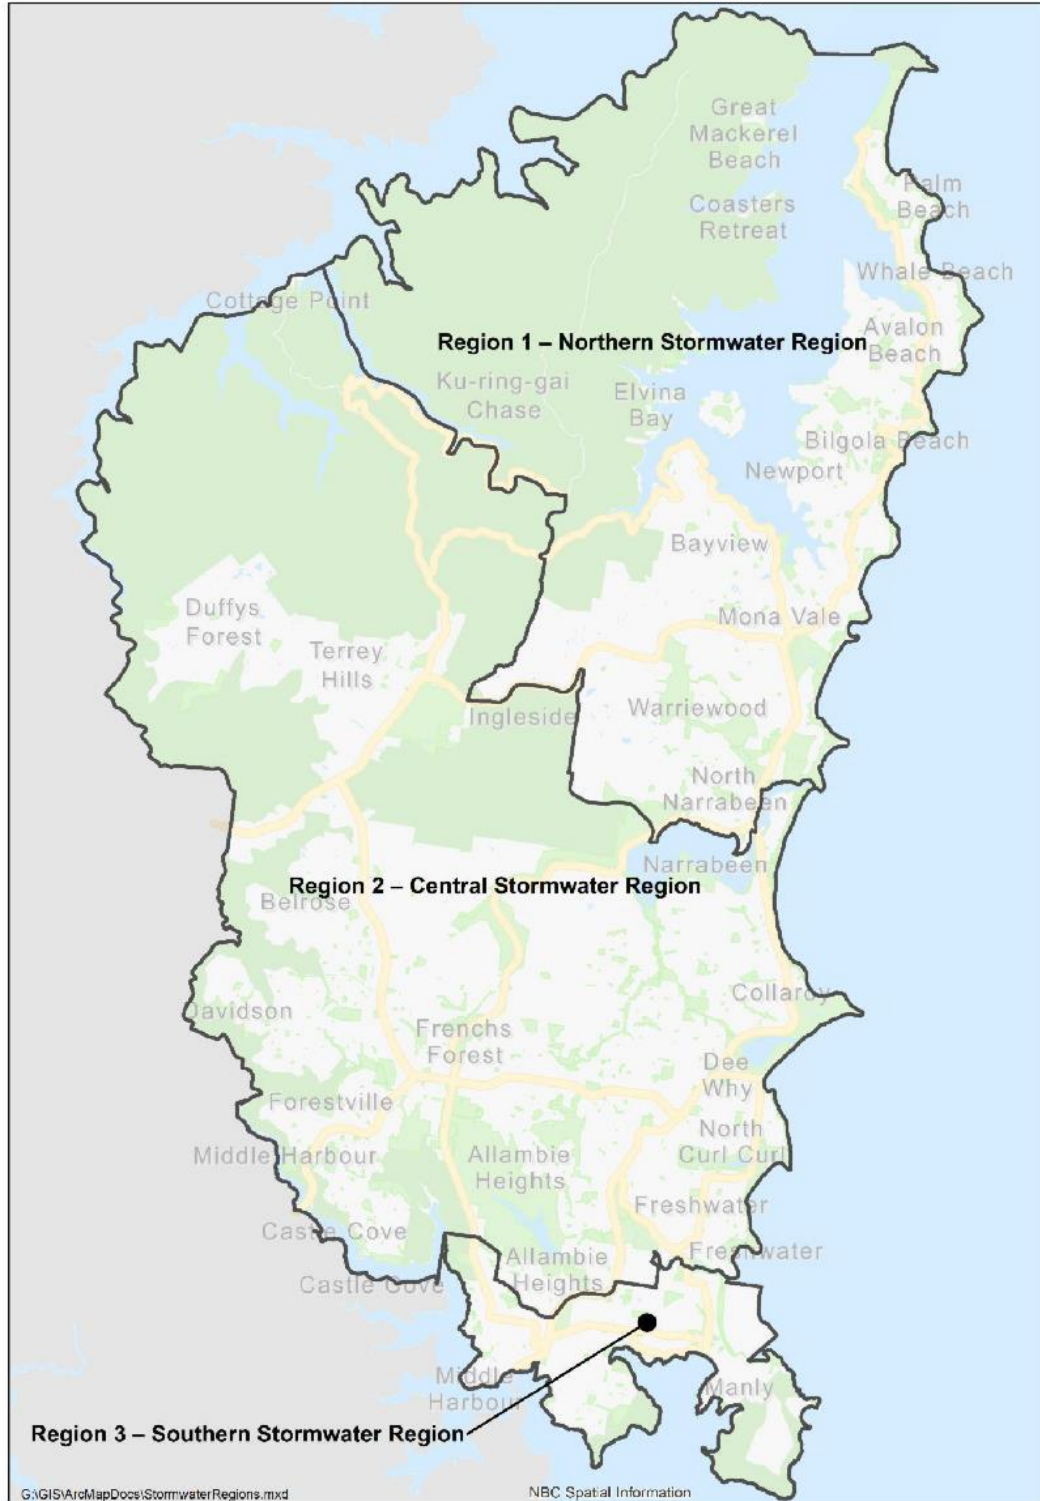 Great
Mackerel
Beach
Palm
Beach
Coasters
Retreat
Whale Beach
Cottage Point
Avalon
Beach
Region 1 – Northern Stormwater Region
Ku-ring-gai
Chase
Elvina
Bay
Bilgola Beach
Newport
Bayview
Duffys
Forest
Mona Vale
Terrey
Hills
Ingleside
Warriewood
North
Narrabeen
Narrabeen
Region 2 – Central Stormwater Region
Belrose
Collaroy
Davidson
Frenchs
Forest
Dee
Why
Forestville
North
Curl Curl
Middle Harbour
Allambie
Heights
Freshwater
Castle Cove
Freshwater
Allambie
Heights
Castle Cove
Middle
Harbour
Manly
Region 3 – Southern Stormwater Region
G:\GIS\ArcMapDocs\StormwaterRegions.mxd
NBC Spatial Information